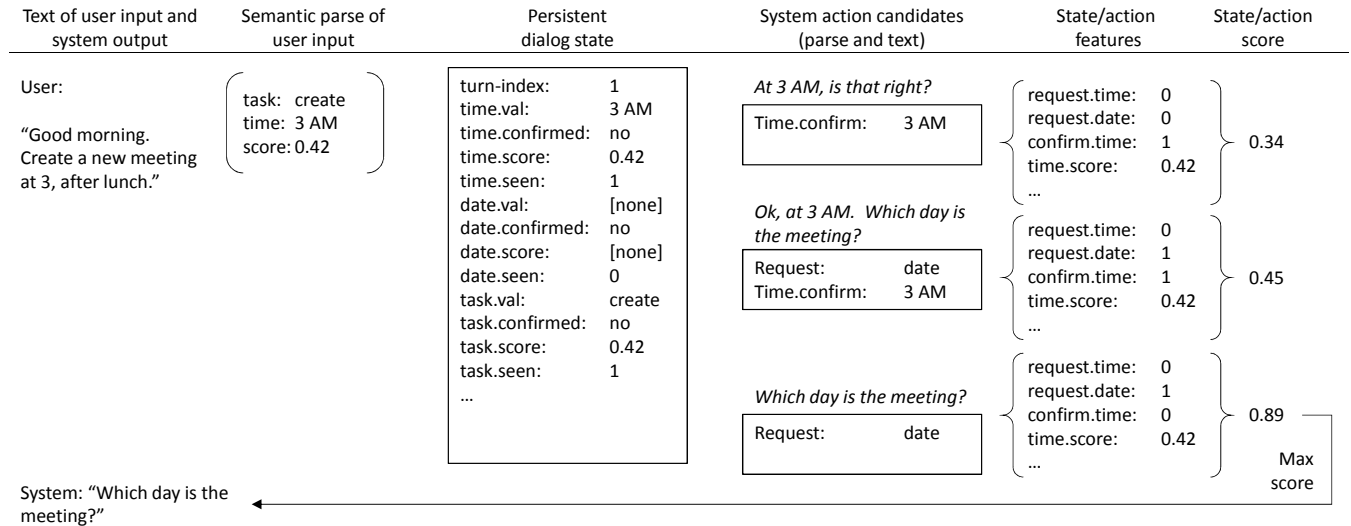 Text of user input and
system output
Semantic parse of
user input
Persistent
dialog state
System action candidates
(parse and text)
State/action
features
State/action
score
User:
“Good morning.
Create a new meeting
at 3, after lunch.”
task: create
time: 3 AM
score: 0.42
turn-index: 1
time.val: 3 AM
time.confirmed: no
time.score: 0.42
time.seen: 1
date.val: [none]
date.confirmed: no
date.score: [none]
date.seen: 0
task.val: create
task.confirmed: no
task.score: 0.42
task.seen: 1
…
At 3 AM, is that right?
Time.confirm: 3 AM
request.time: 0
request.date: 0
confirm.time: 1
time.score: 0.42
…
0.34
Ok, at 3 AM. Which day is
the meeting?
Request: date
Time.confirm: 3 AM
request.time: 0
request.date: 1
confirm.time: 1
time.score: 0.42
…
0.45
Which day is the meeting?
Request: date
request.time: 0
request.date: 1
confirm.time: 0
time.score: 0.42
…
0.89
Max
score
System: “Which day is the
meeting?”